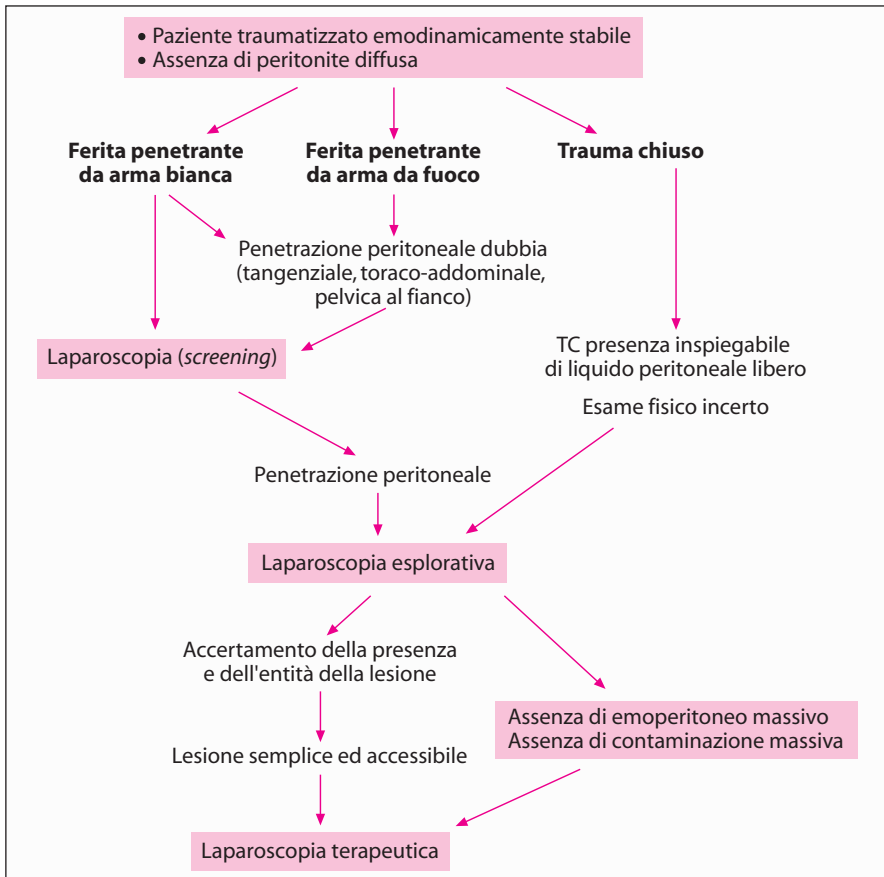 • Paziente traumatizzato emodinamicamente stabile
• Assenza di peritonite diffusa
Ferita penetrante
da arma bianca
Ferita penetrante
da arma da fuoco
Trauma chiuso
Penetrazione peritoneale dubbia
(tangenziale, toraco-addominale,
pelvica al fianco)
Laparoscopia (screening)
TC presenza inspiegabile
di liquido peritoneale libero
Esame fisico incerto
Penetrazione peritoneale
Laparoscopia esplorativa
Accertamento della presenza
e dell'entità della lesione
Assenza di emoperitoneo massivo
Assenza di contaminazione massiva
Lesione semplice ed accessibile
Laparoscopia terapeutica